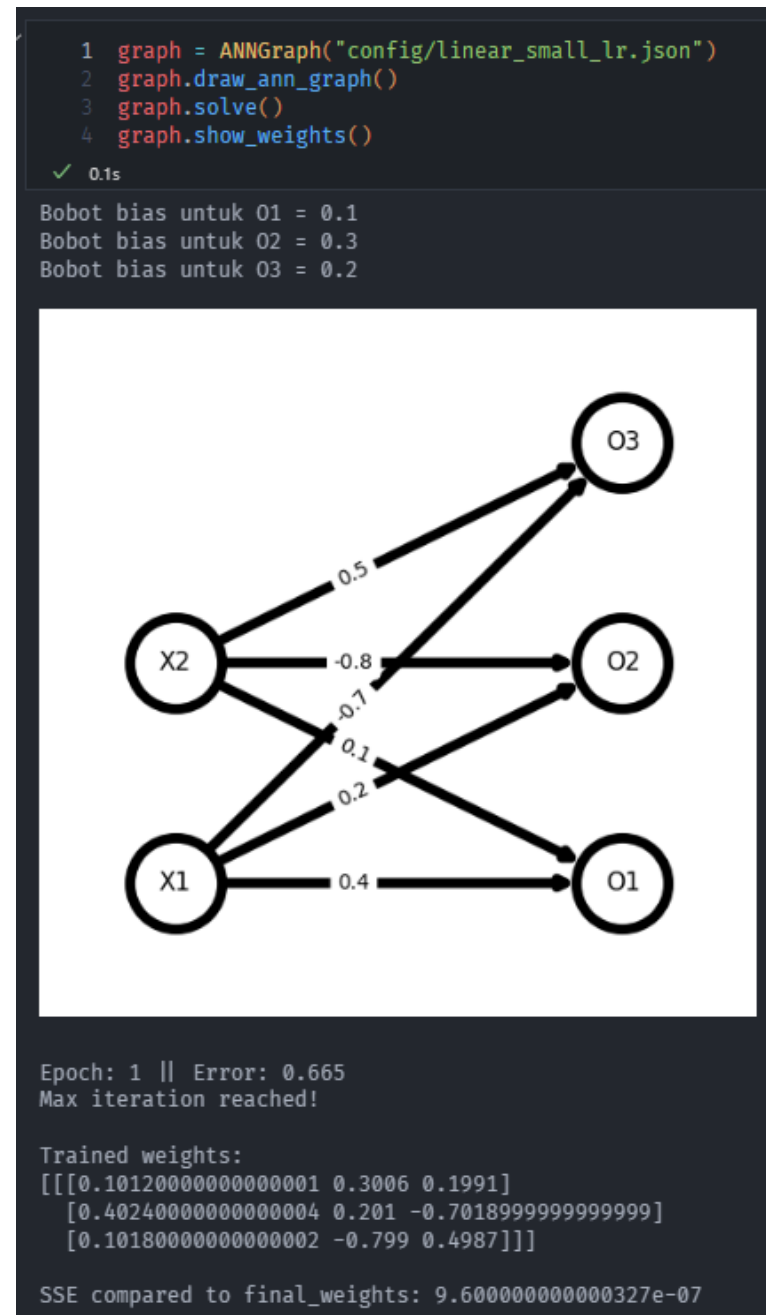 1 graph = ANNGraph("config/linear_small_lr.json")
2 graph.draw_ann_graph()
3 graph.solve()
4 graph.show_weights()
✓ 0.1s
Bobot bias untuk O1 = 0.1
Bobot bias untuk O2 = 0.3
Bobot bias untuk O3 = 0.2
O3
0.5
X2
-0.8
O2
-0.7
0.1
0.2
X1
0.4
O1
Epoch: 1 || Error: 0.665
Max iteration reached!
Trained weights:
[[[0.10120000000000001 0.3006 0.1991]
[0.40240000000000004 0.201 -0.7018999999999999]
[0.10180000000000002 -0.799 0.4987]]]
SSE compared to final_weights: 9.600000000000327e-07